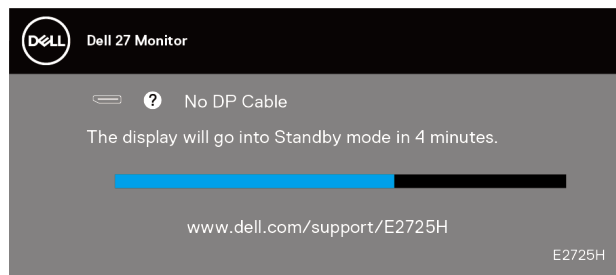 DELL
Dell 27 Monitor
? No DP Cable
The display will go into Standby mode in 4 minutes.
www.dell.com/support/E2725H
E2725H